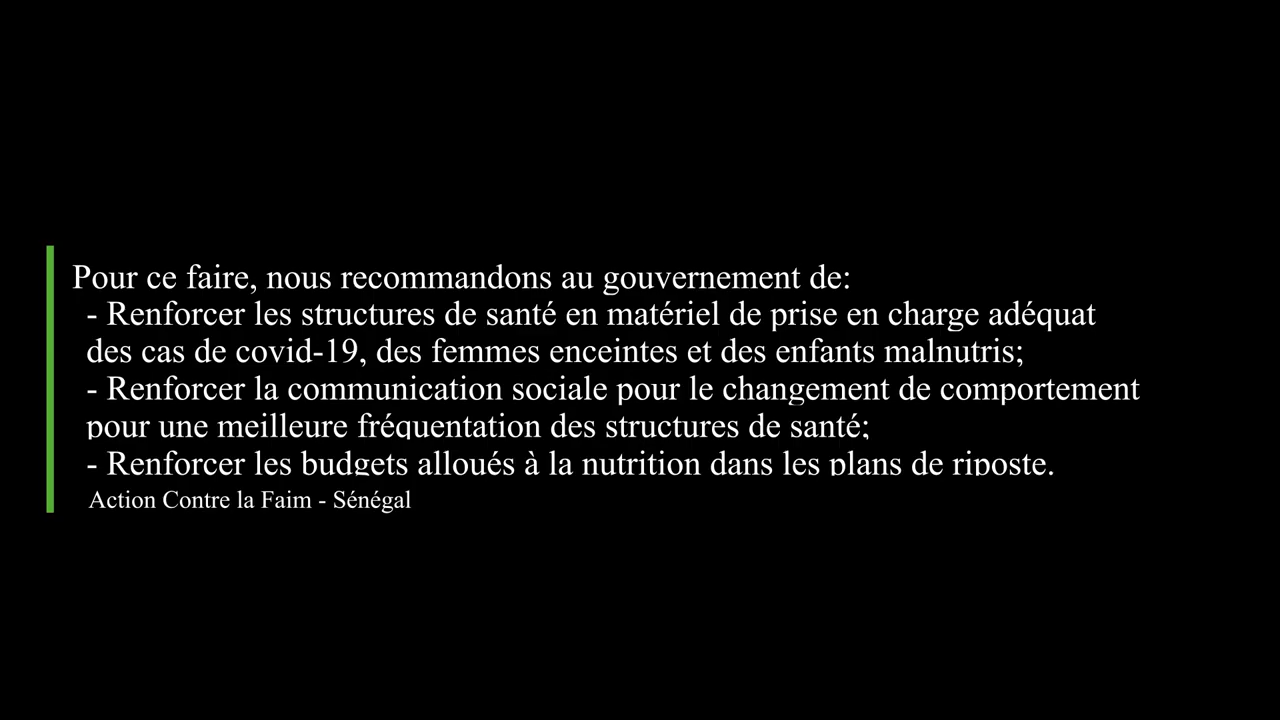 Pour ce faire, nous recommandons au gouvernement de:
- Renforcer les structures de santé en matériel de prise en charge adéquat
des cas de covid-19, des femmes enceintes et des enfants malnutris;
- Renforcer la communication sociale pour le changement de comportement
pour une meilleure fréquentation des structures de santé;
- Renforcer les budgets alloués à la nutrition dans les plans de riposte.
Action Contre la Faim - Sénégal